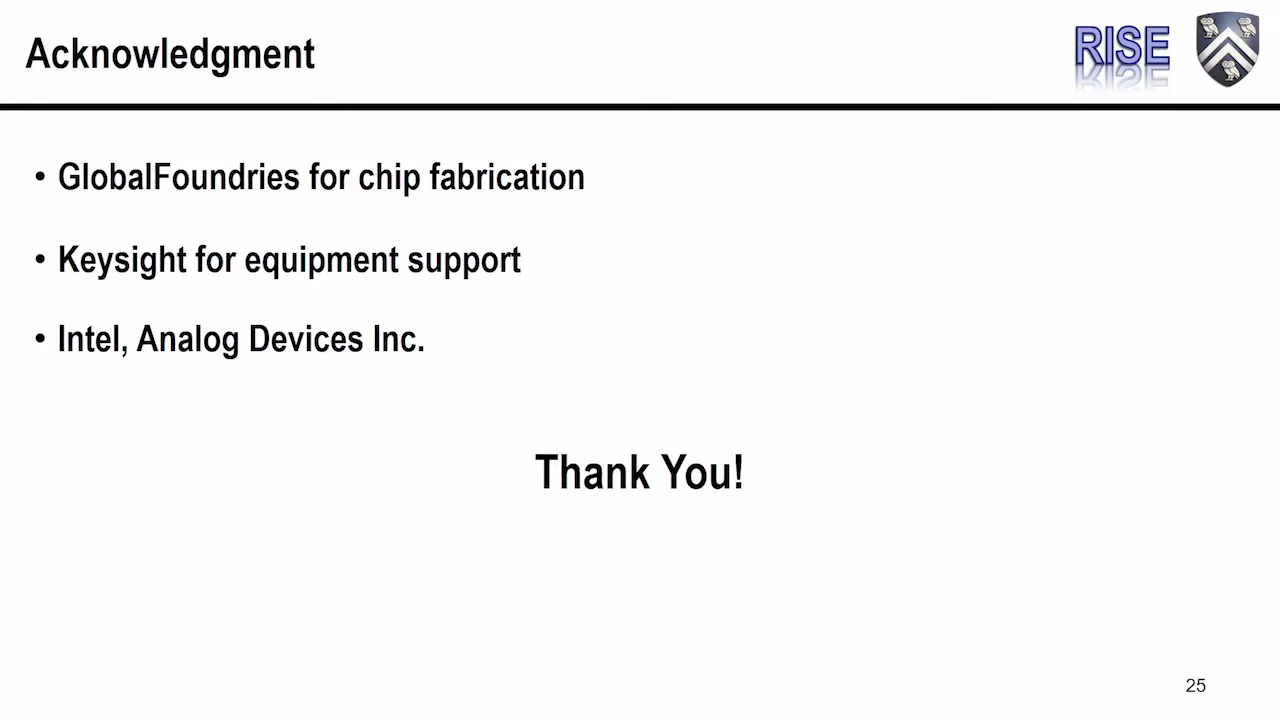 Acknowledgment
RISE
• GlobalFoundries for chip fabrication
• Keysight for equipment support
• Intel, Analog Devices Inc.
Thank You!
25